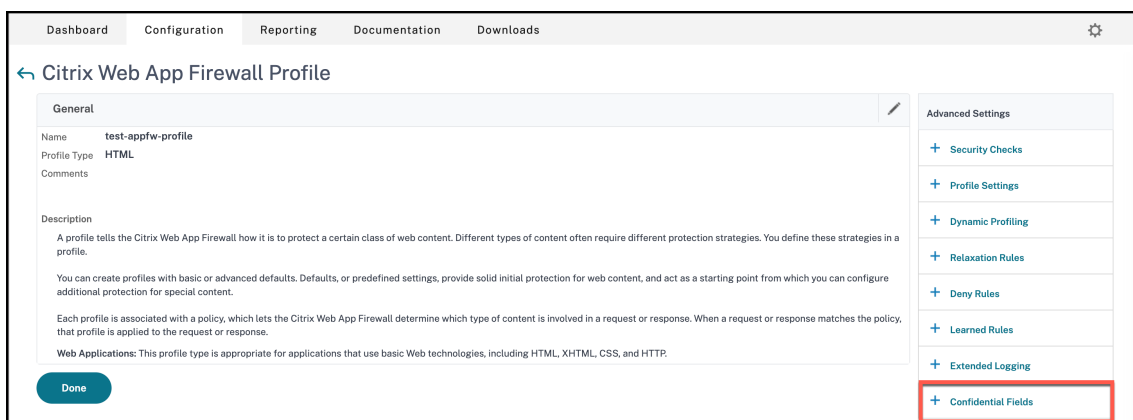 Dashboard Configuration Reporting Documentation Downloads
Citrix Web App Firewall Profile
General
Name test-appfw-profile
Profile Type HTML
Comments
Description
A profile tells the Citrix Web App Firewall how it is to protect a certain class of web content. Different types of content often require different protection strategies. You define these strategies in a
profile.
You can create profiles with basic or advanced defaults. Defaults, or predefined settings, provide solid initial protection for web content, and act as a starting point from which you can configure
additional protection for special content.
Each profile is associated with a policy, which lets the Citrix Web App Firewall determine which type of content is involved in a request or response. When a request or response matches the policy,
that profile is applied to the request or response.
Web Applications: This profile type is appropriate for applications that use basic Web technologies, including HTML, XHTML, CSS, and HTTP.
Done
Advanced Settings
+ Security Checks
+ Profile Settings
+ Dynamic Profiling
+ Relaxation Rules
+ Deny Rules
+ Learned Rules
+ Extended Logging
+ Confidential Fields